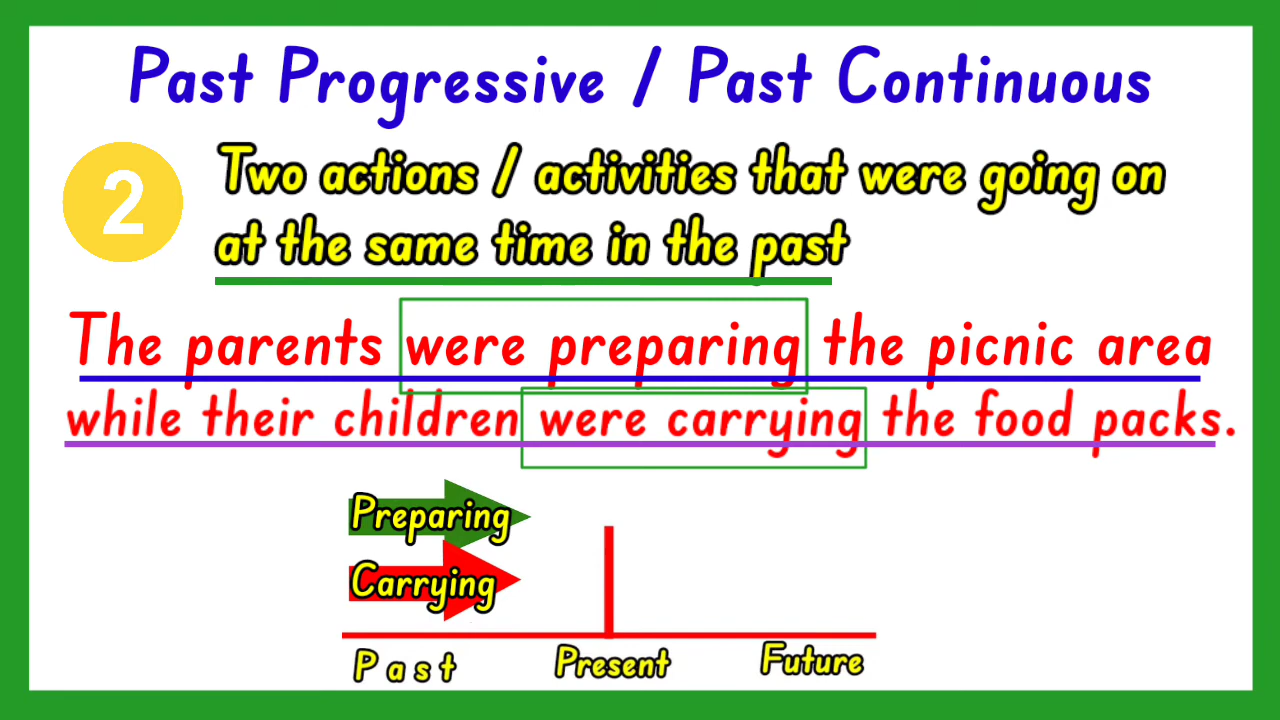 Past Progressive / Past Continuous
2
Two actions / activities that were going on
at the same time in the past
The parents were preparing the picnic area
while their children were carrying the food packs.
Preparing
Carrying
Past Present Future